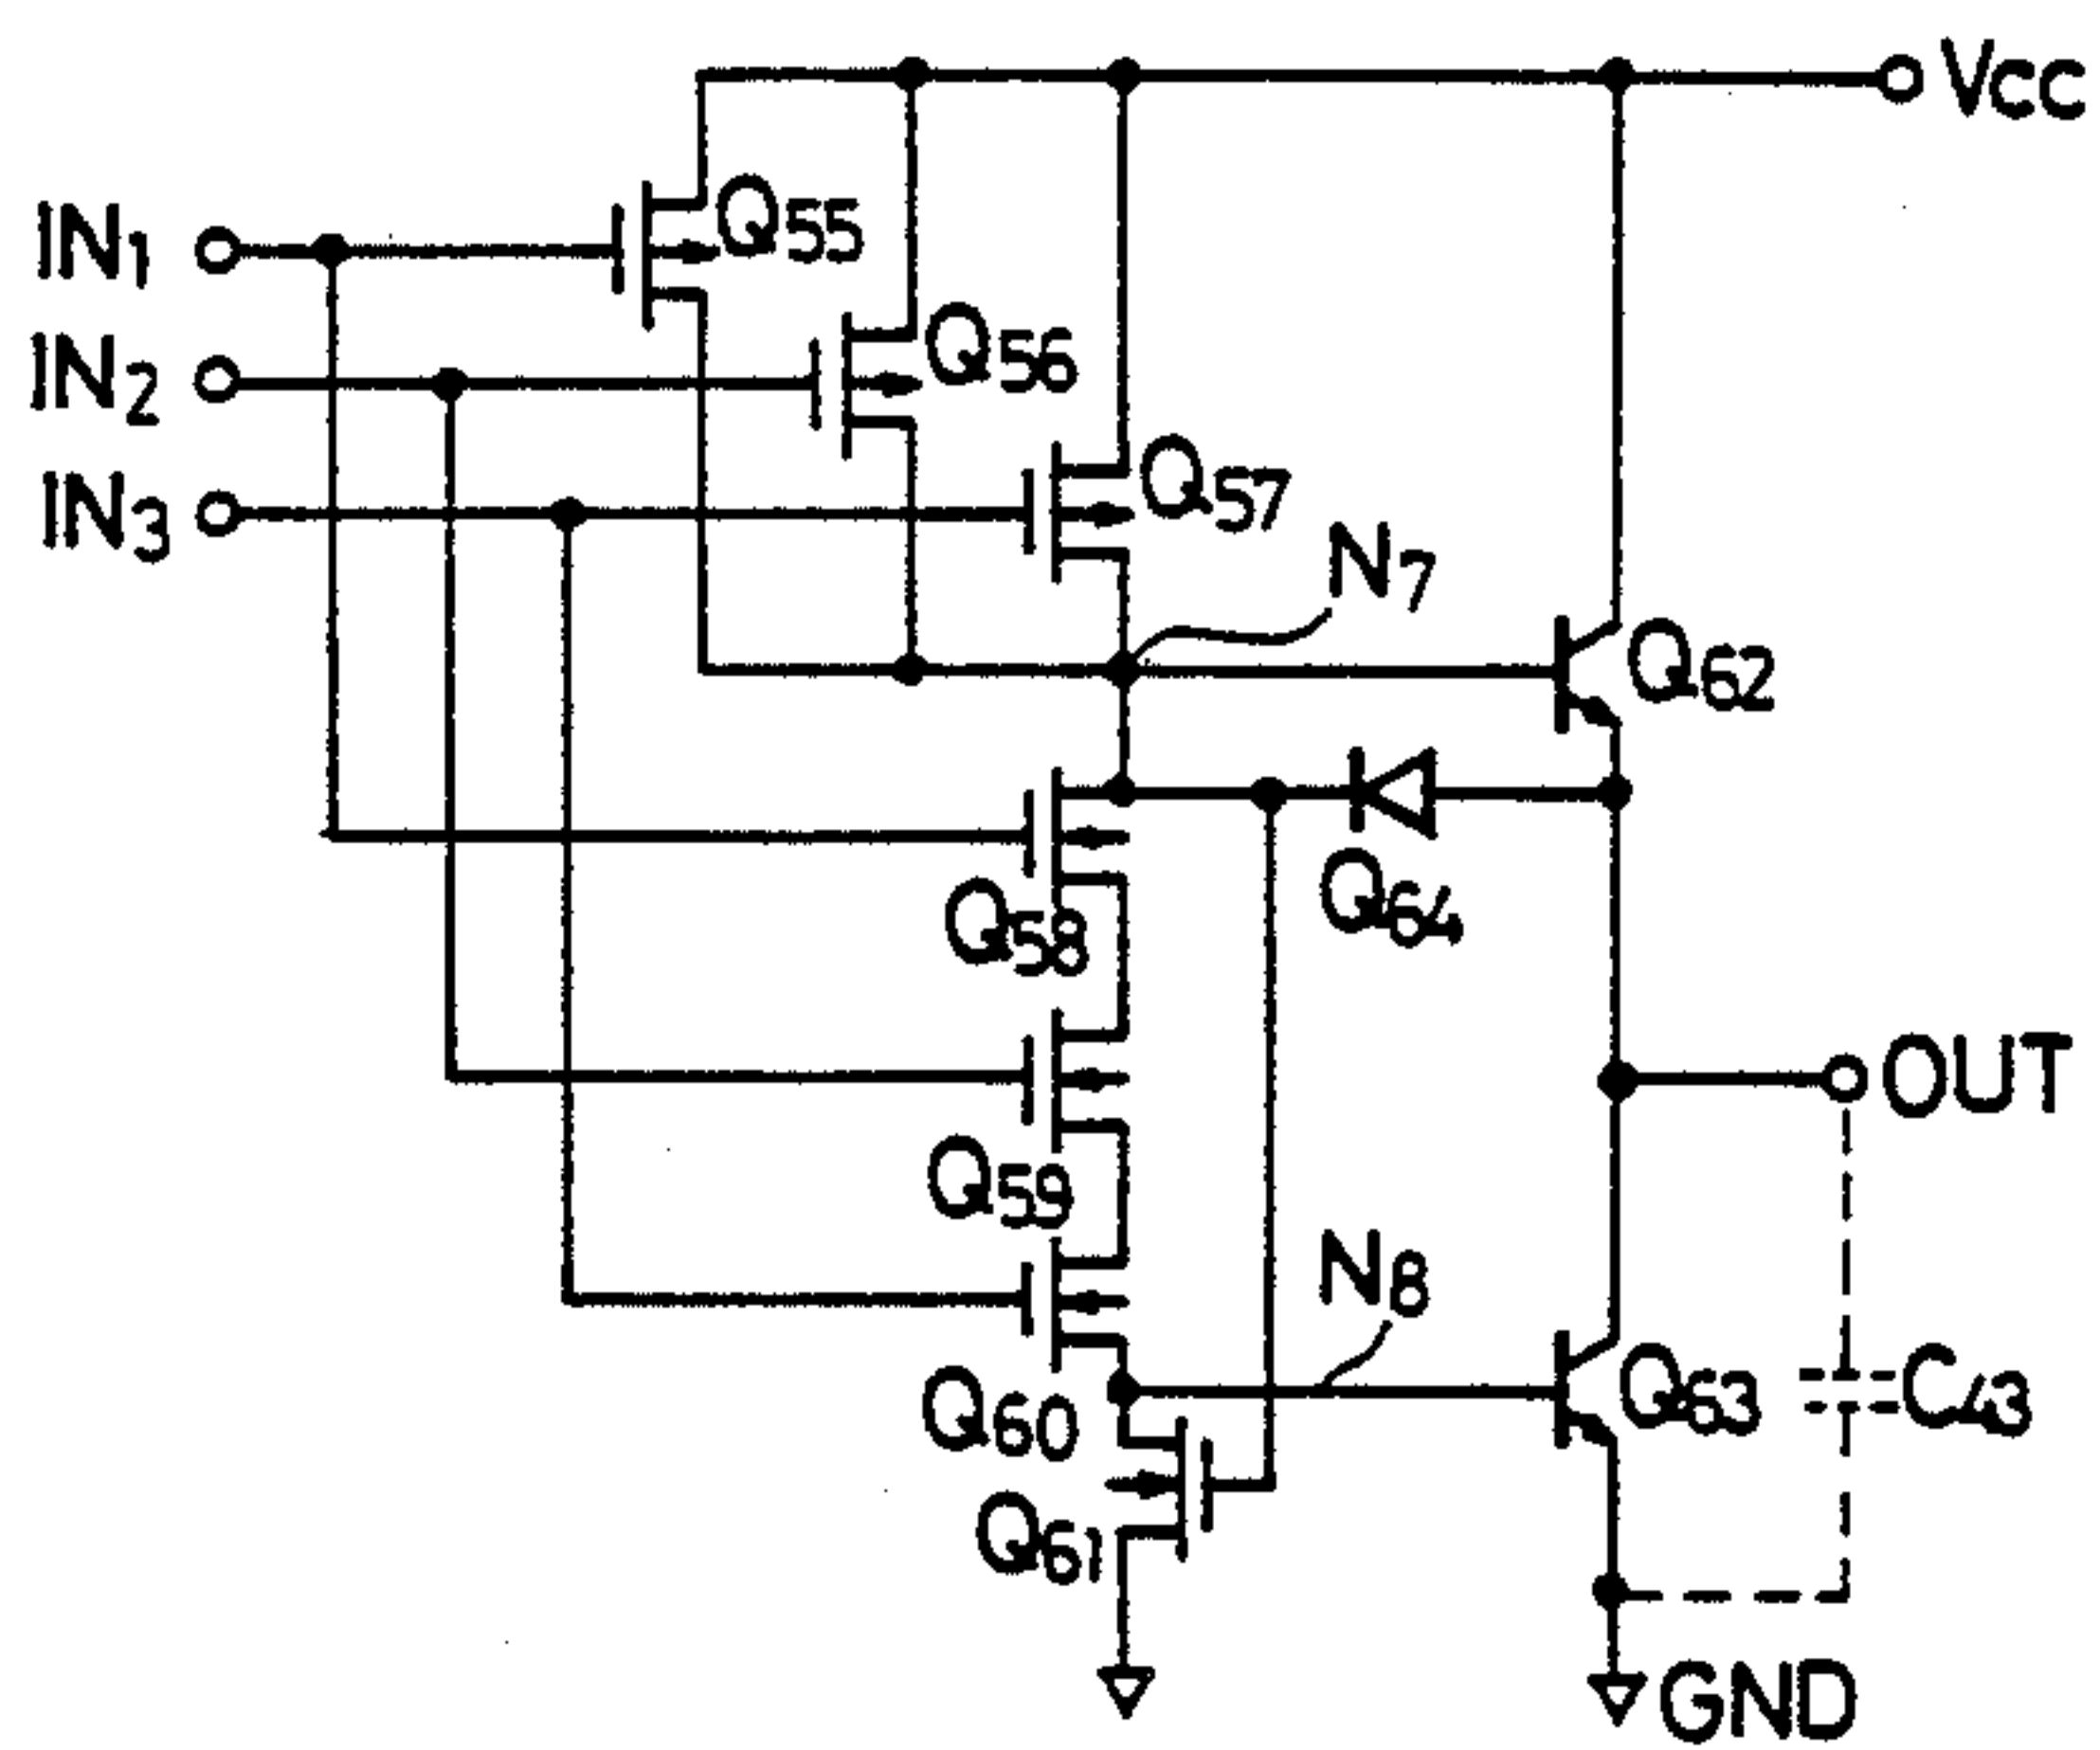 Vcc
IN1
Q55
IN2
Q56
IN3
Q57
N7
Q62
Q64
Q58
OUT
Q59
N8
Q60
Q63
C43
Q61
GND